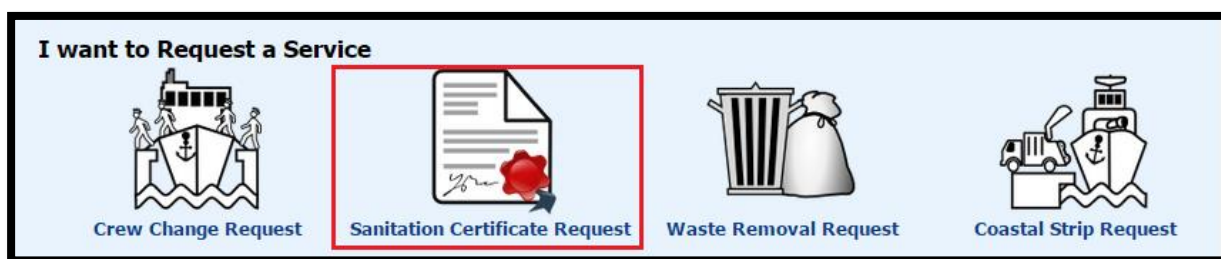 I want to Request a Service
Crew Change Request
Sanitation Certificate Request
Waste Removal Request
Coastal Strip Request